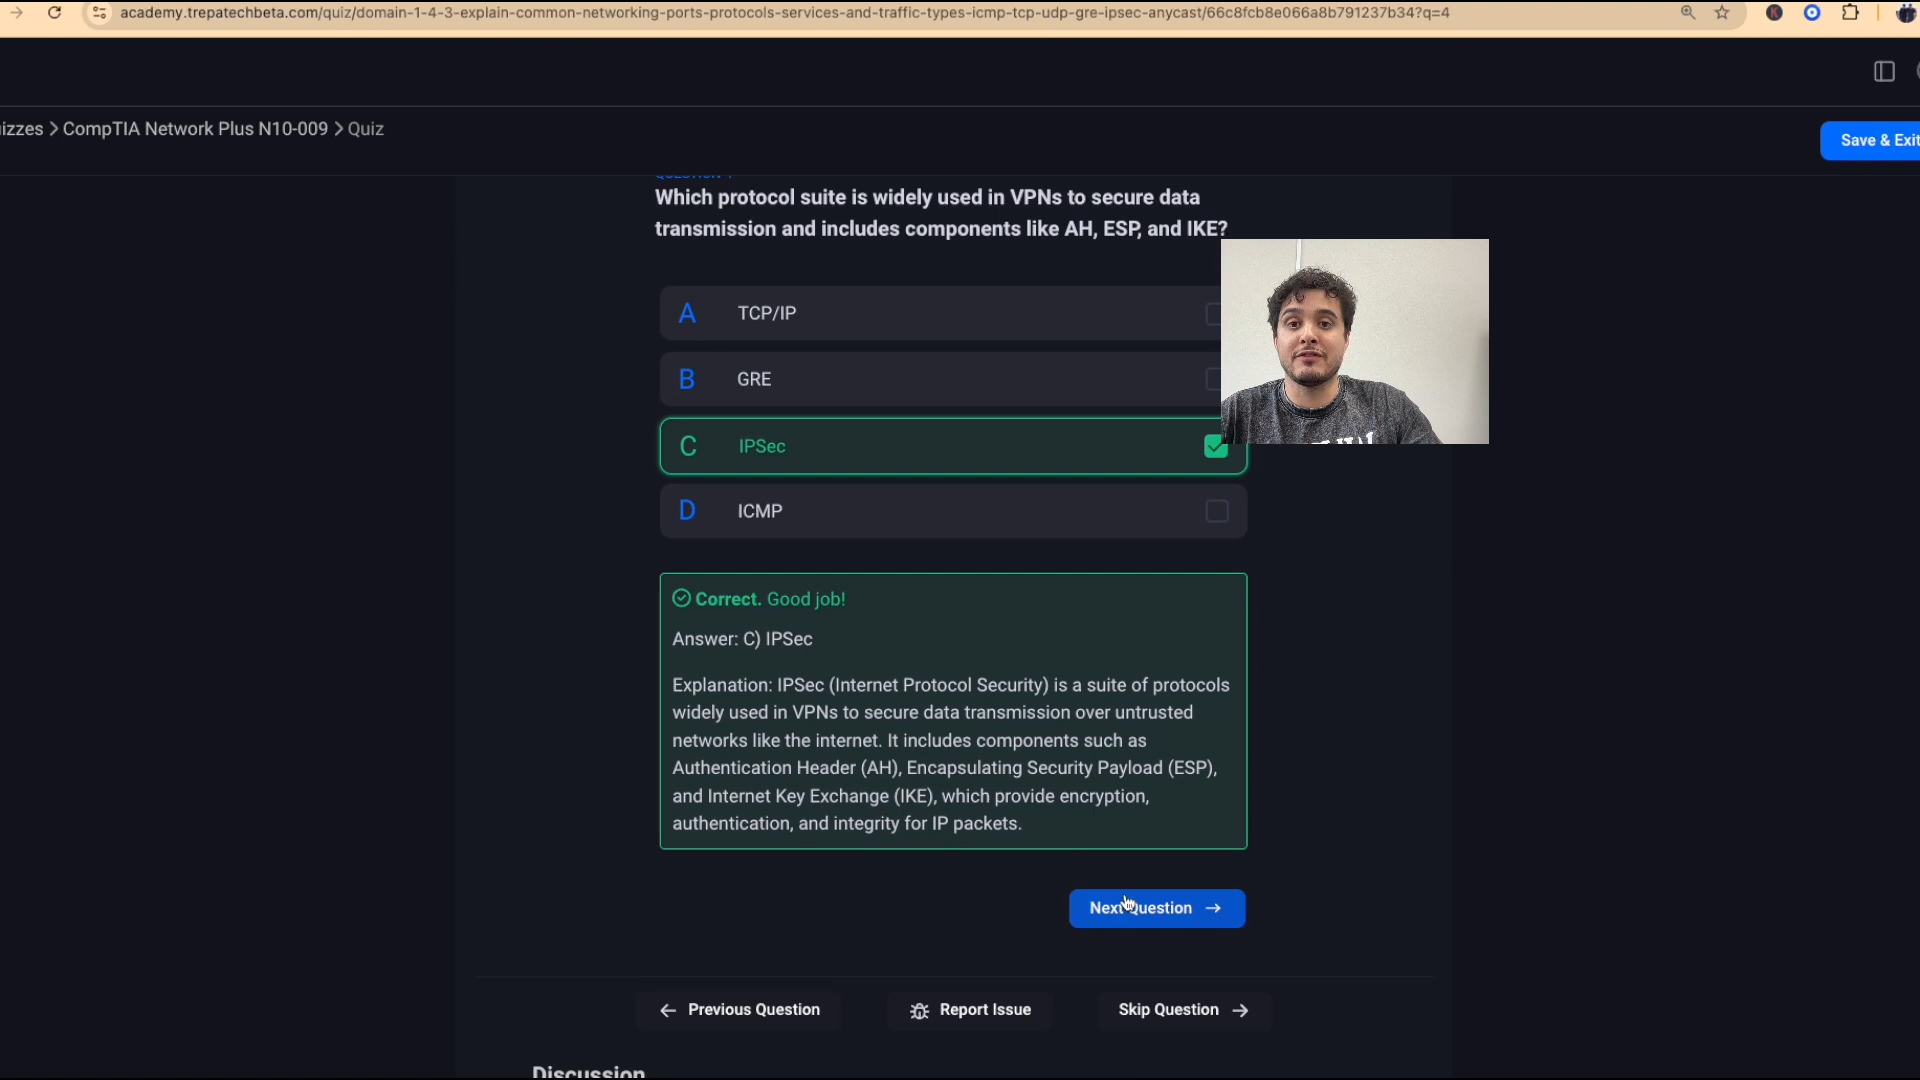 academy.trepatechbeta.com/quiz/domain-1-4-3-explain-common-networking-ports-protocols-services-and-traffic-types-icmp-tcp-udp-gre-ipsec-anycast/66c8fcb8e066a8b791237b34?q=4
izzes > CompTIA Network Plus N10-009 > Quiz
Save & Exit
Which protocol suite is widely used in VPNs to secure data
transmission and includes components like AH, ESP, and IKE?
A TCP/IP
B GRE
C IPSec
D ICMP
Correct. Good job!
Answer: C) IPSec
Explanation: IPSec (Internet Protocol Security) is a suite of protocols
widely used in VPNs to secure data transmission over untrusted
networks like the internet. It includes components such as
Authentication Header (AH), Encapsulating Security Payload (ESP),
and Internet Key Exchange (IKE), which provide encryption,
authentication, and integrity for IP packets.
Next Question →
← Previous Question
Report Issue
Skip Question →
Discussion